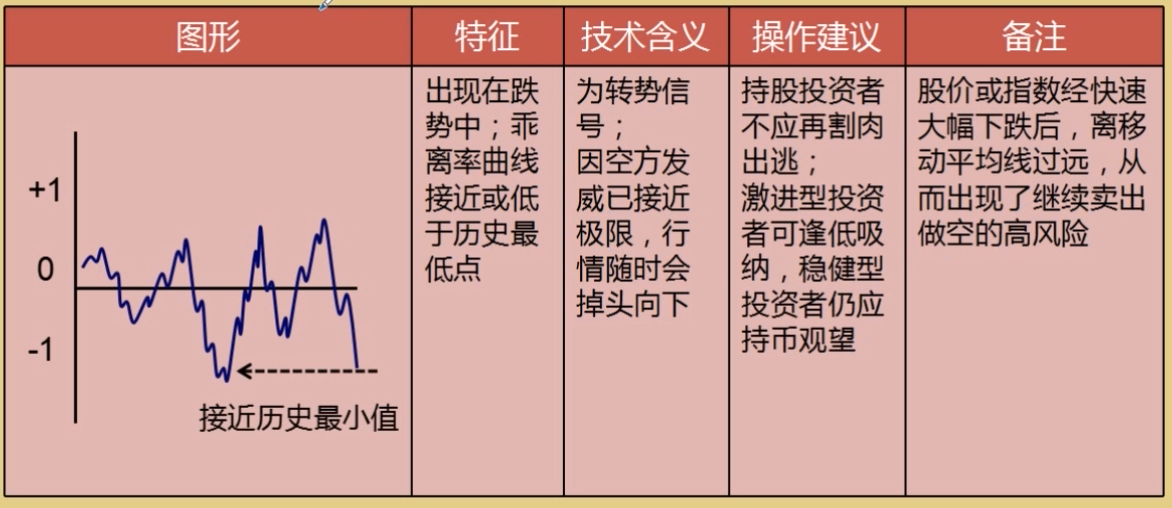 图形
特征
技术含义
操作建议
备注
+1
0
-1
接近历史最小值
出现在跌
势中；乖
离率曲线
接近或低
于历史最
低点
为转势信
号；
因空方发
威已接近
极限，行
情随时会
掉头向下
持股投资者
不应再割肉
出逃；
激进型投资
者可逢低吸
纳，稳健型
投资者仍应
持币观望
股价或指数经快速
大幅下跌后，离移
动平均线过远，从
而出现了继续卖出
做空的高风险